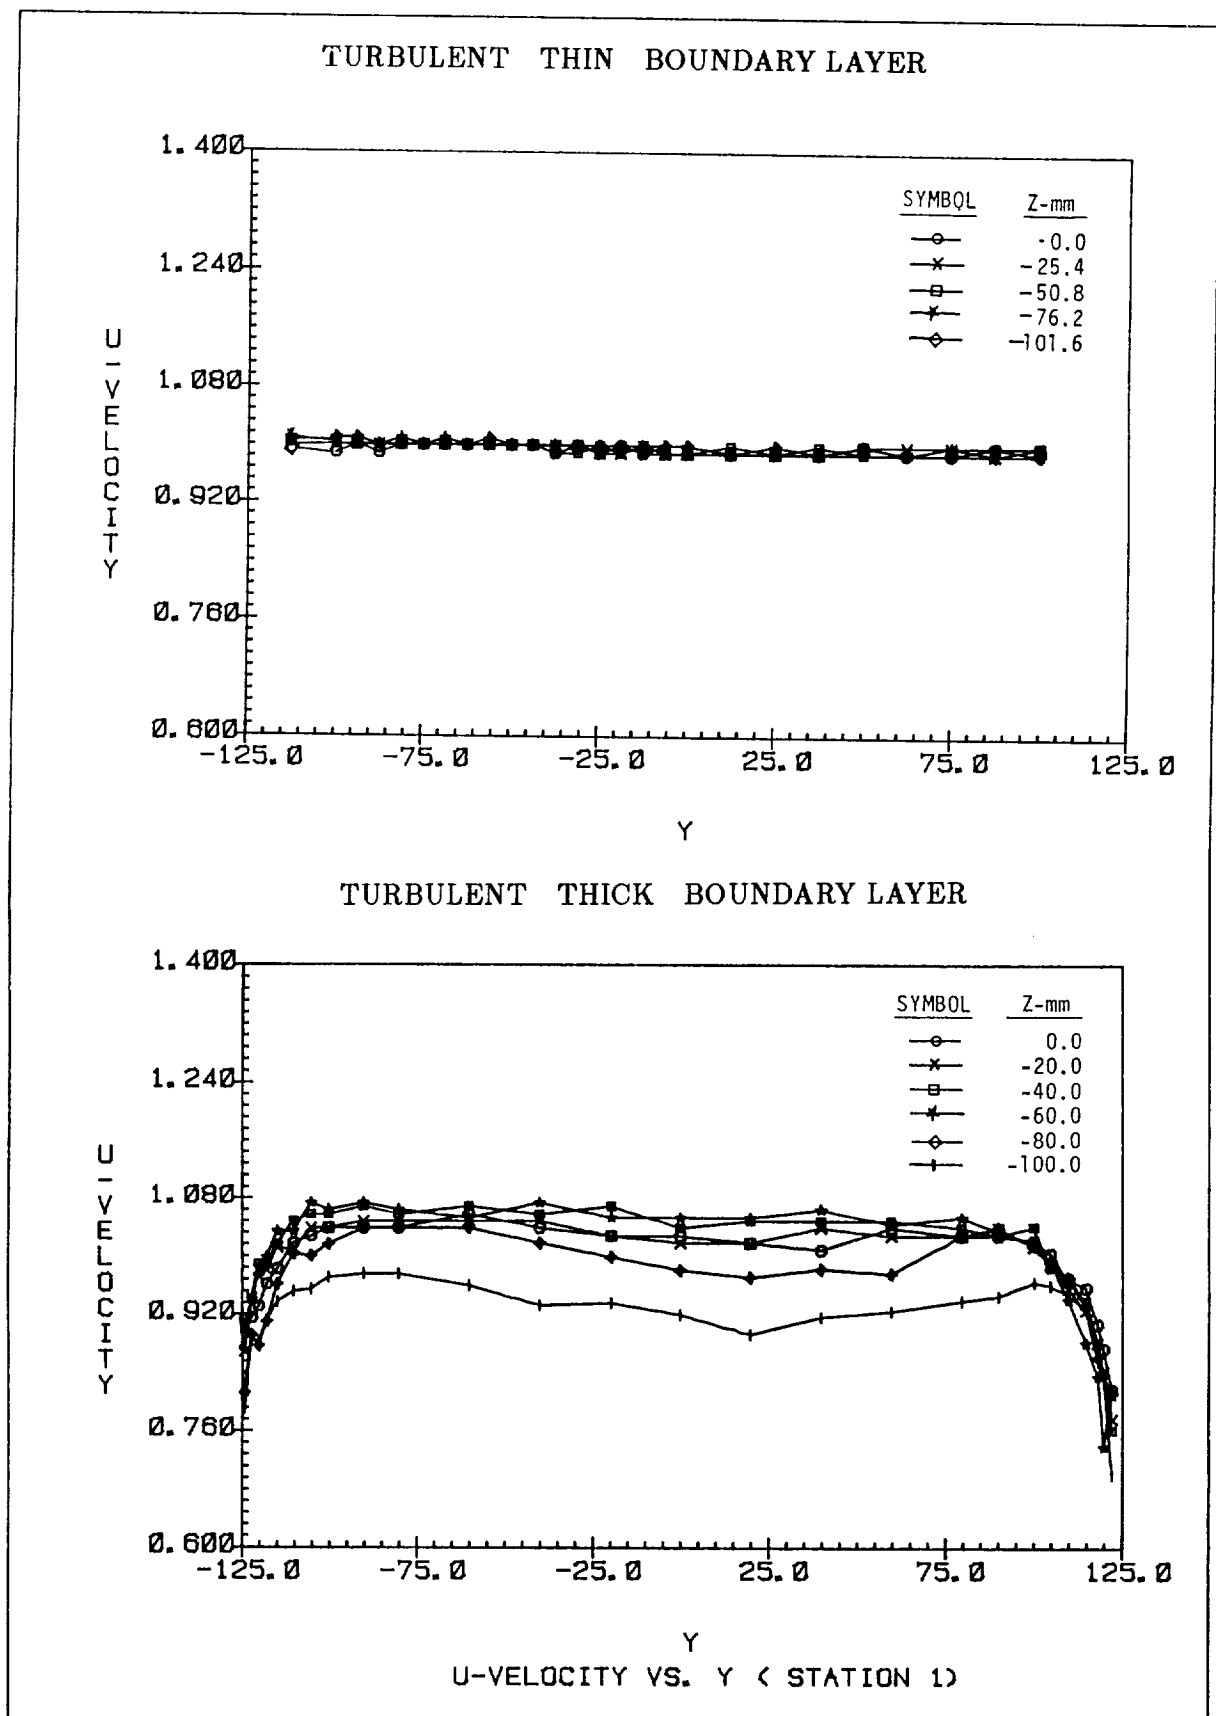 TURBULENT THIN BOUNDARY LAYER
1.400
SYMBOL Z-mm
-0.0
1.240
-25.4
-50.8
-76.2
-101.6
U-VELOCITY
1.080
0.920
0.760
0.600
-125.0 -75.0 -25.0 25.0 75.0 125.0
Y
TURBULENT THICK BOUNDARY LAYER
1.400
SYMBOL Z-mm
0.0
-20.0
1.240
-40.0
-60.0
-80.0
-100.0
U-VELOCITY
1.080
0.920
0.760
0.600
-125.0 -75.0 -25.0 25.0 75.0 125.0
Y
U-VELOCITY VS. Y ( STATION 1)